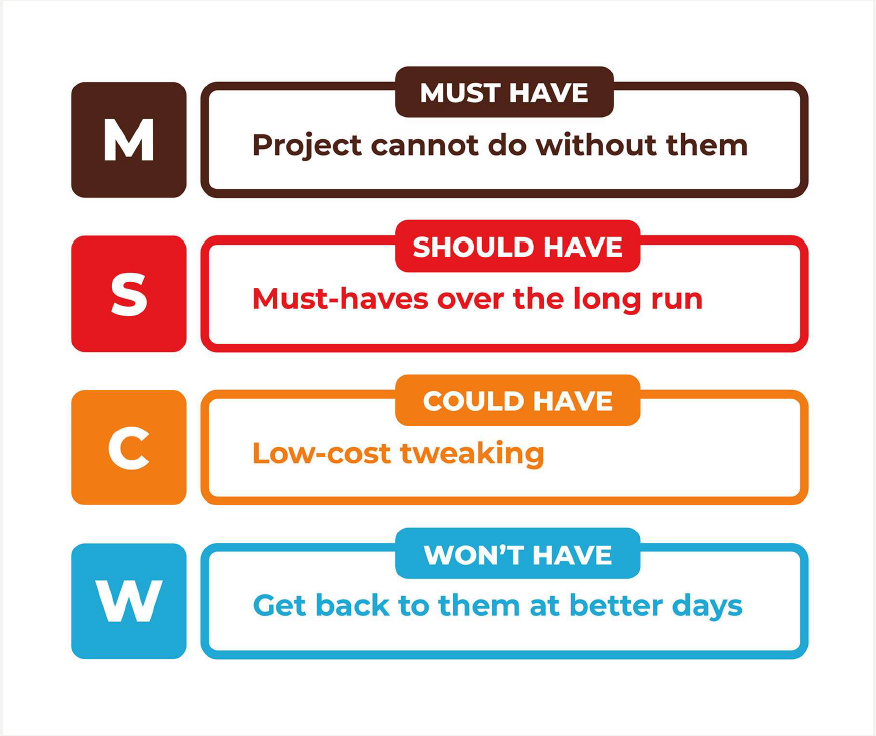 M
MUST HAVE
Project cannot do without them
S
SHOULD HAVE
Must-haves over the long run
C
COULD HAVE
Low-cost tweaking
W
WON’T HAVE
Get back to them at better days